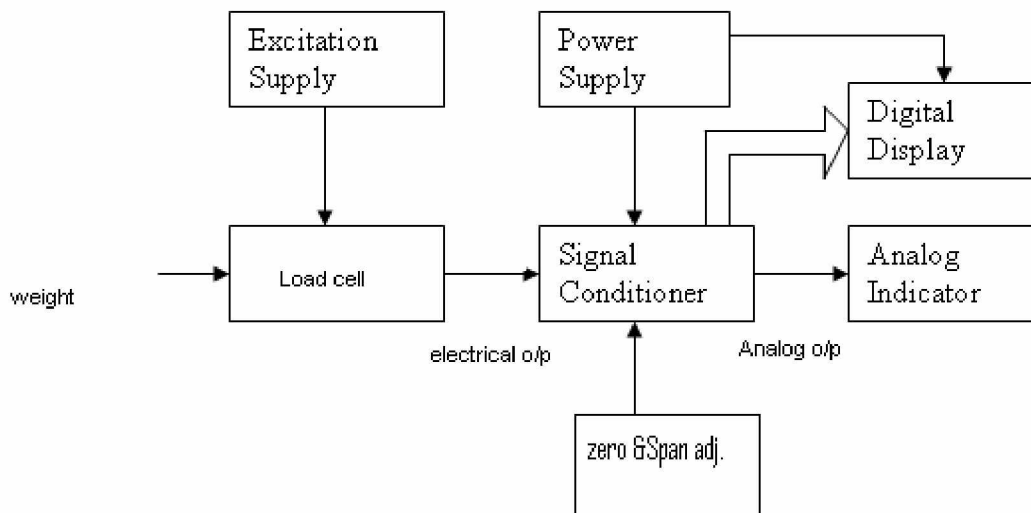 Excitation
Supply
Power
Supply
Digital
Display
weight
Load cell
Signal
Conditioner
Analog
Indicator
electrical o/p
Analog o/p
zero &Span adj.